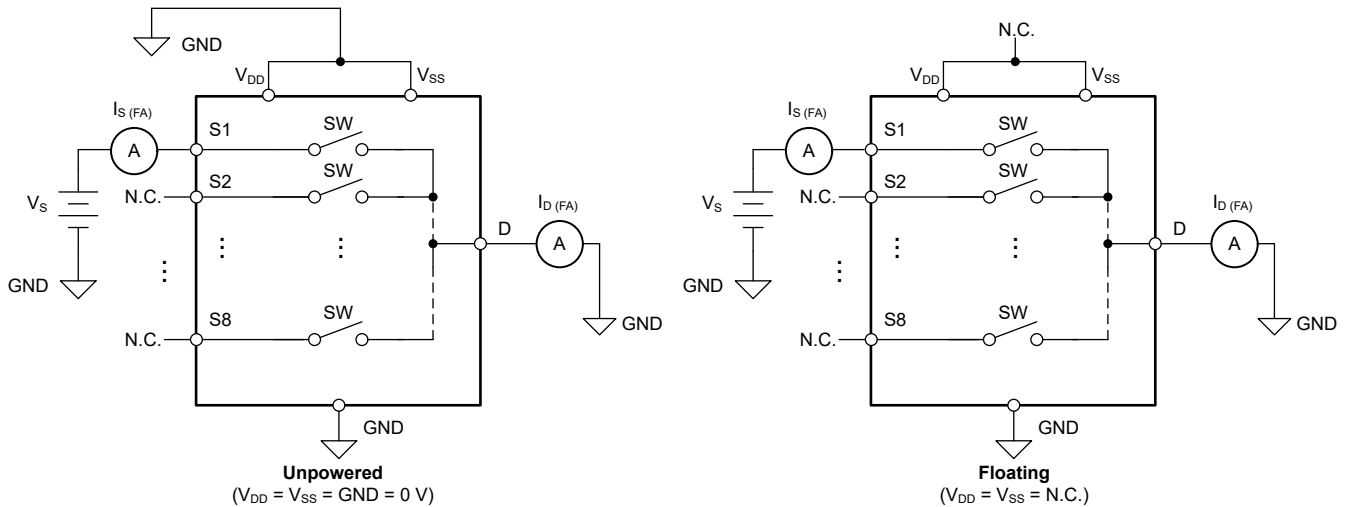 GND
V_DD V_SS
I_S (FA)
A
S1 SW
N.C. S2 SW
V_S
I_D (FA)
D
A
⋮ ⋮ ⋮
GND
N.C. S8 SW
GND
GND
Unpowered
(V_DD = V_SS = GND = 0 V)
N.C.
V_DD V_SS
I_S (FA)
A
S1 SW
N.C. S2 SW
V_S
I_D (FA)
D
A
⋮ ⋮ ⋮
GND
N.C. S8 SW
GND
GND
Floating
(V_DD = V_SS = N.C.)